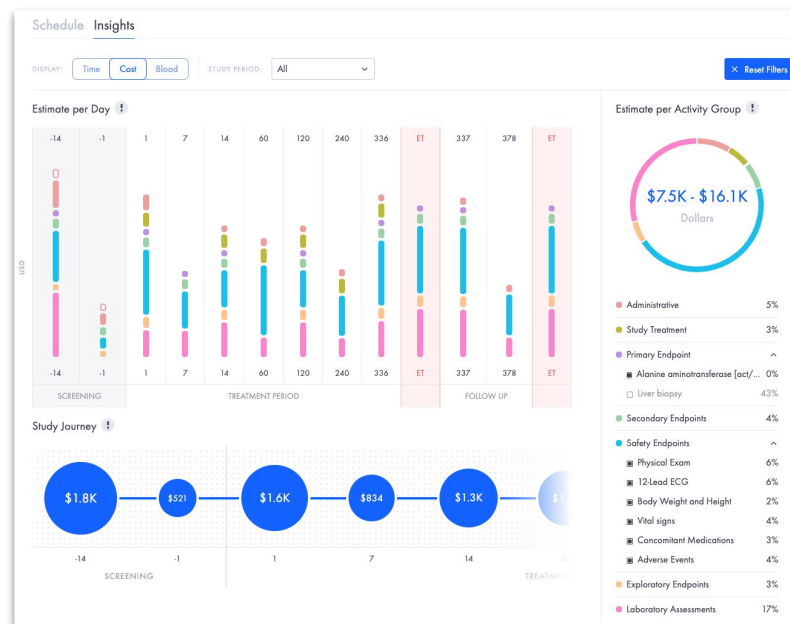 Schedule Insights
DISPLAY: Time Cost Blood STUDY PERIOD: All × Reset Filters
Estimate per Day !
-14 -1 1 7 14 60 120 240 336 ET 337 378 ET
USD
-14 -1 1 7 14 60 120 240 336 ET 337 378 ET
SCREENING TREATMENT PERIOD FOLLOW UP
Study Journey !
$1.8K $521 $1.6K $834 $1.3K
-14 -1 1 7 14
SCREENING
Estimate per Activity Group !
$7.5K - $16.1K
Dollars
Administrative 5%
Study Treatment 3%
Primary Endpoint
Alanine aminotransferase [act/... 0%
Liver biopsy 43%
Secondary Endpoints 4%
Safety Endpoints
Physical Exam 6%
12-Lead ECG 6%
Body Weight and Height 2%
Vital signs 4%
Concomitant Medications 3%
Adverse Events 4%
Exploratory Endpoints 3%
Laboratory Assessments 17%